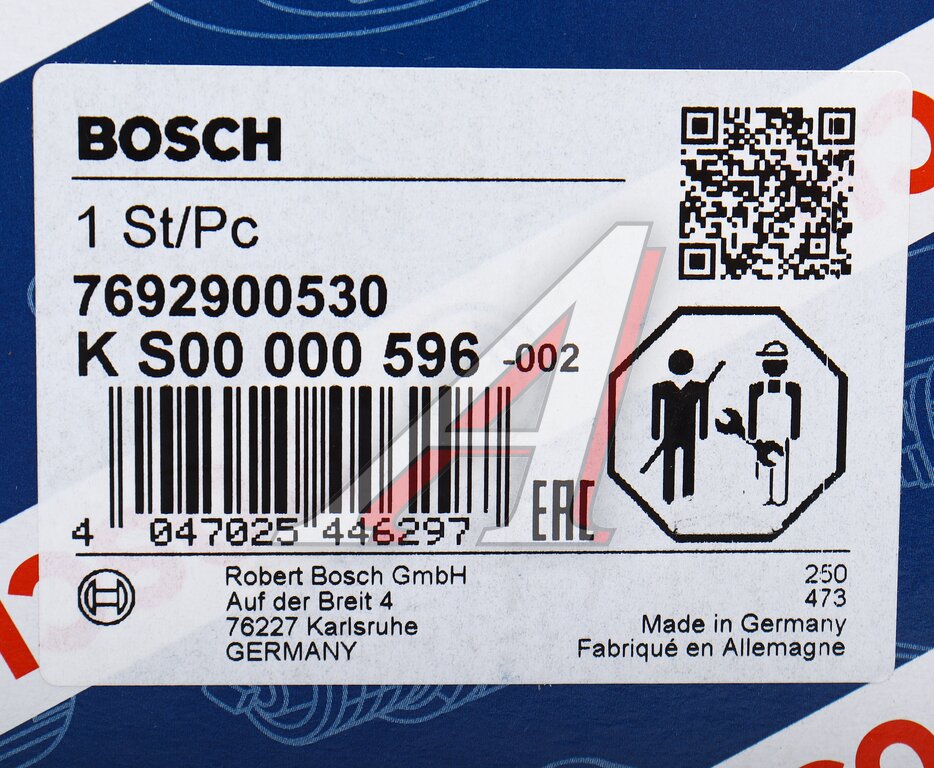 BOSCH
1 St/Pc
7692900530
K S00 000 596 -002
4 047025 446297
EAC
Robert Bosch GmbH
Auf der Breit 4
76227 Karlsruhe
GERMANY
250
473
Made in Germany
Fabriqué en Allemagne